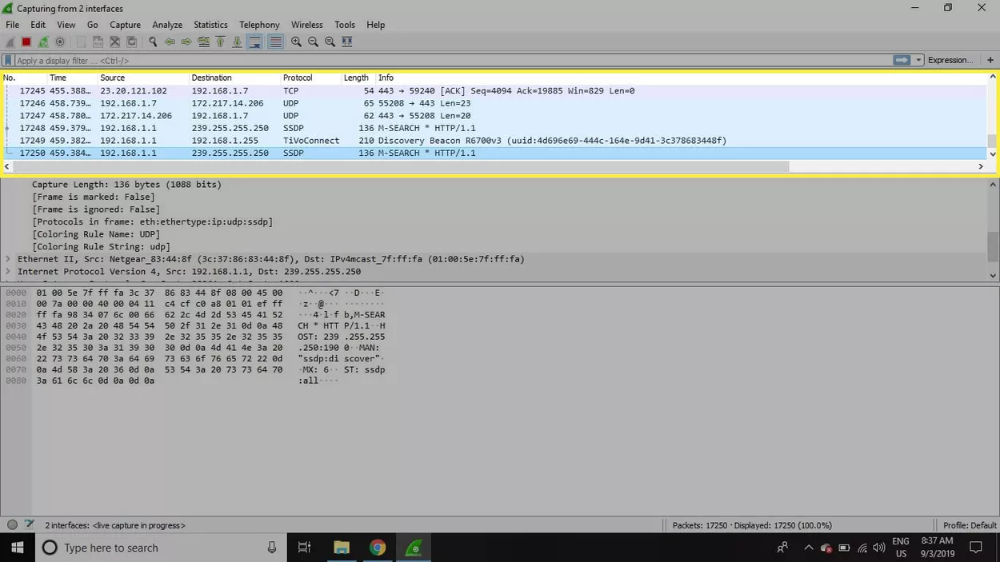 Capturing from 2 interfaces
File Edit View Go Capture Analyze Statistics Telephony Wireless Tools Help
Apply a display filter ... <Ctrl-/> Expression... +
No. Time Source Destination Protocol Length Info
17245 455.388… 23.20.121.102 192.168.1.7 TCP 54 443 → 59240 [ACK] Seq=4094 Ack=19885 Win=829 Len=0
17246 458.739… 192.168.1.7 172.217.14.206 UDP 65 55208 → 443 Len=23
17247 458.780… 172.217.14.206 192.168.1.7 UDP 62 443 → 55208 Len=20
17248 459.379… 192.168.1.1 239.255.255.250 SSDP 136 M-SEARCH * HTTP/1.1
17249 459.382… 192.168.1.1 192.168.1.255 TiVoConnect 210 Discovery Beacon R6700v3 (uuid:4d696e69-444c-164e-9d41-3c378683448f)
17250 459.384… 192.168.1.1 239.255.255.250 SSDP 136 M-SEARCH * HTTP/1.1
Capture Length: 136 bytes (1088 bits)
[Frame is marked: False]
[Frame is ignored: False]
[Protocols in frame: eth:ethertype:ip:udp:ssdp]
[Coloring Rule Name: UDP]
[Coloring Rule String: udp]
Ethernet II, Src: Netgear_83:44:8f (3c:37:86:83:44:8f), Dst: IPv4mcast_7f:ff:fa (01:00:5e:7f:ff:fa)
Internet Protocol Version 4, Src: 192.168.1.1, Dst: 239.255.255.250
0000 01 00 5e 7f ff fa 3c 37 86 83 44 8f 08 00 45 00 ··^···<7 ··D···E·
0010 00 7a 00 00 40 00 04 11 c4 cf c0 a8 01 01 ef ff ·z··@··· ········
0020 ff fa 98 34 07 6c 00 66 62 2c 4d 2d 53 45 41 52 ···4·l·f b,M-SEAR
0030 43 48 20 2a 20 48 54 54 50 2f 31 2e 31 0d 0a 48 CH * HTT P/1.1··H
0040 4f 53 54 3a 20 32 33 39 2e 32 35 35 2e 32 35 35 OST: 239 .255.255
0050 2e 32 35 30 3a 31 39 30 30 0d 0a 4d 41 4e 3a 20 .250:190 0··MAN:
0060 22 73 73 64 70 3a 64 69 73 63 6f 76 65 72 22 0d "ssdp:di scover"·
0070 0a 4d 58 3a 20 36 0d 0a 53 54 3a 20 73 73 64 70 ·MX: 6·· ST: ssdp
0080 3a 61 6c 6c 0d 0a 0d 0a :all····
2 interfaces: <live capture in progress> Packets: 17250 · Displayed: 17250 (100.0%) Profile: Default
Type here to search ENG 8:37 AM
US 9/3/2019